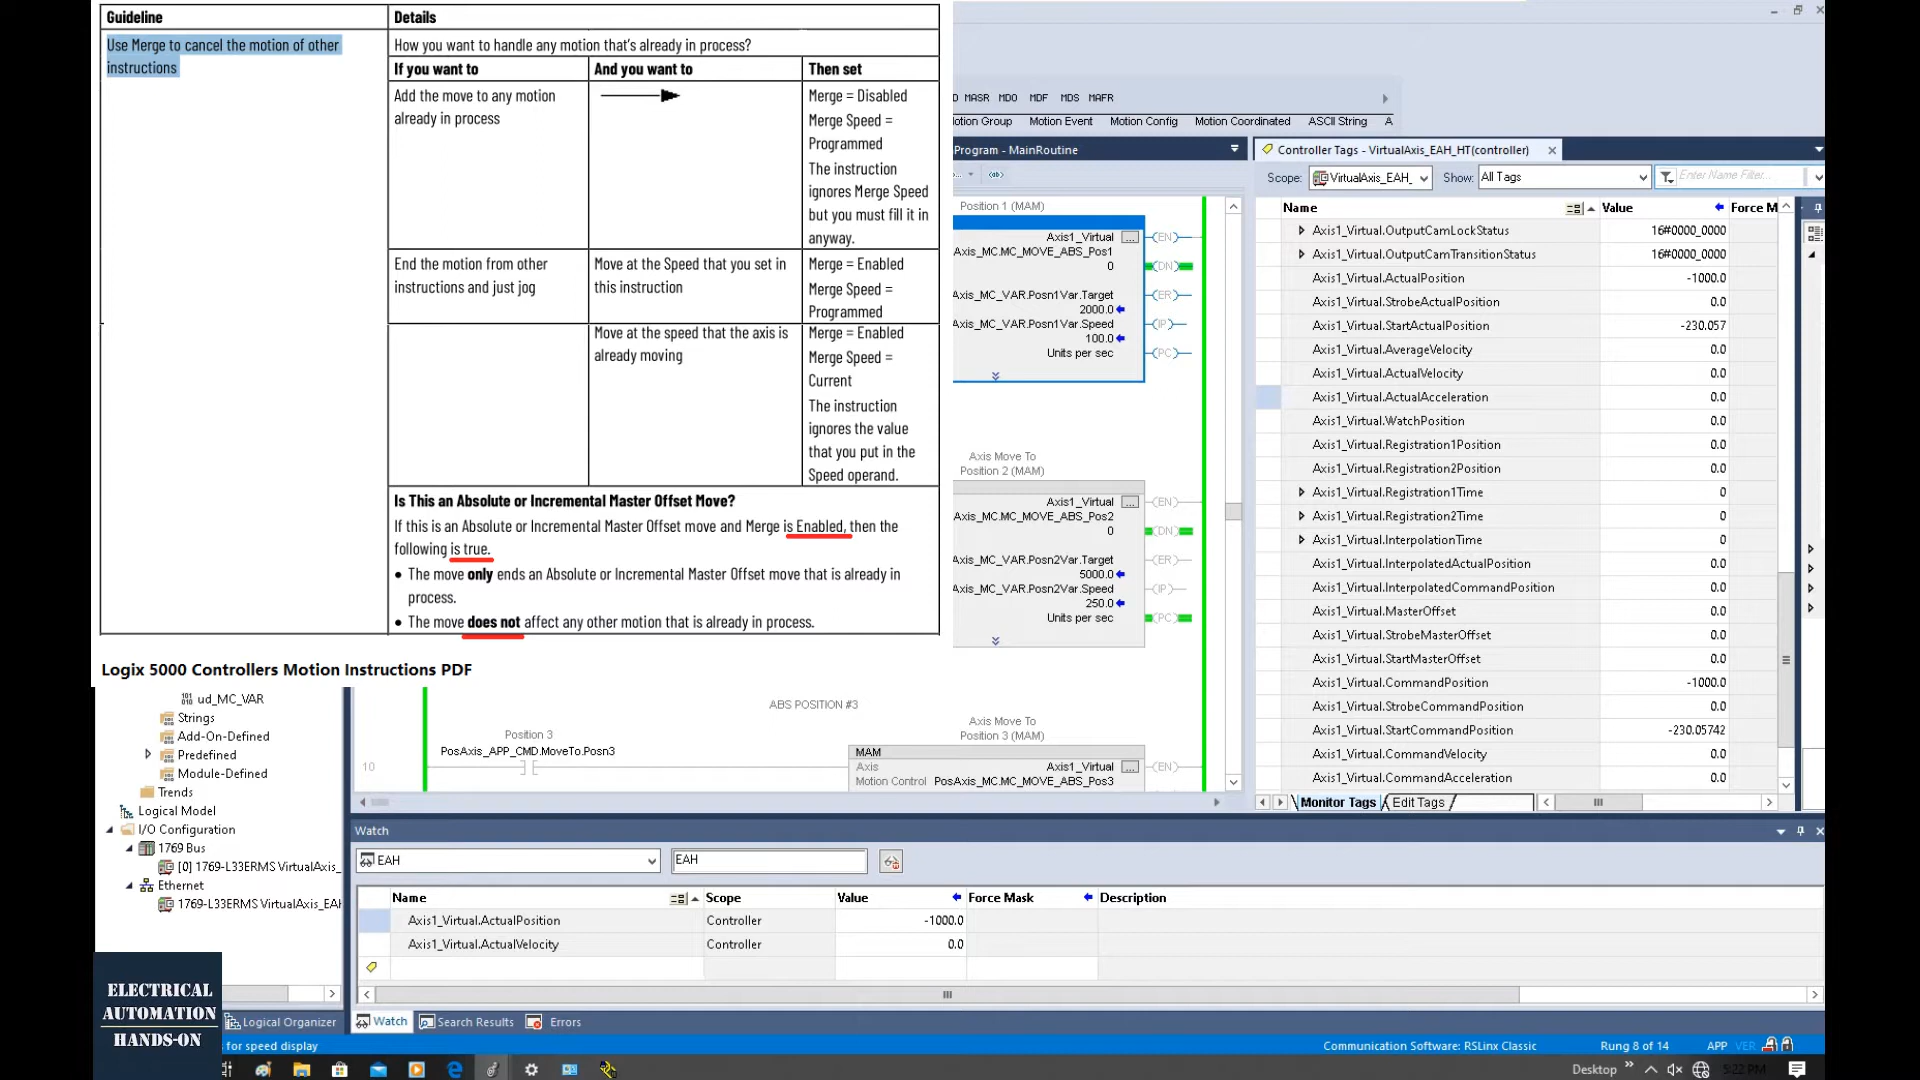 Guideline
Details
Use Merge to cancel the motion of other
instructions
How you want to handle any motion that's already in process?
If you want to
And you want to
Then set
Add the move to any motion
already in process
Merge = Disabled
Merge Speed =
Programmed
The instruction
ignores Merge Speed
but you must fill it in
anyway.
End the motion from other
instructions and just jog
Move at the Speed that you set in
this instruction
Merge = Enabled
Merge Speed =
Programmed
Move at the speed that the axis is
already moving
Merge = Enabled
Merge Speed =
Current
The instruction
ignores the value
that you put in the
Speed operand.
Is This an Absolute or Incremental Master Offset Move?
If this is an Absolute or Incremental Master Offset move and Merge is Enabled, then the
following is true.
• The move only ends an Absolute or Incremental Master Offset move that is already in
process.
• The move does not affect any other motion that is already in process.
Logix 5000 Controllers Motion Instructions PDF
MASR MDO MDF MDS MAFR
otion Group Motion Event Motion Config Motion Coordinated ASCII String A
Program - MainRoutine
Position 1 (MAM)
Axis1_Virtual ... EN
Axis_MC.MC_MOVE_ABS_Pos1
0 DN
Axis_MC_VAR.Posn1Var.Target ER
2000.0
Axis_MC_VAR.Posn1Var.Speed IP
100.0
Units per sec PC
Axis Move To
Position 2 (MAM)
Axis1_Virtual ... EN
Axis_MC.MC_MOVE_ABS_Pos2
0 DN
Axis_MC_VAR.Posn2Var.Target ER
5000.0
Axis_MC_VAR.Posn2Var.Speed IP
250.0
Units per sec PC
ABS POSITION #3
Axis Move To
Position 3 (MAM)
Position 3
PosAxis_APP_CMD.MoveTo.Posn3
10
MAM
Axis Axis1_Virtual ... EN
Motion Control PosAxis_MC.MC_MOVE_ABS_Pos3
Controller Tags - VirtualAxis_EAH_HT(controller)
Scope: VirtualAxis_EAH_ Show: All Tags Enter Name Filter...
Name Value Force M
Axis1_Virtual.OutputCamLockStatus 16#0000_0000
Axis1_Virtual.OutputCamTransitionStatus 16#0000_0000
Axis1_Virtual.ActualPosition -1000.0
Axis1_Virtual.StrobeActualPosition 0.0
Axis1_Virtual.StartActualPosition -230.057
Axis1_Virtual.AverageVelocity 0.0
Axis1_Virtual.ActualVelocity 0.0
Axis1_Virtual.ActualAcceleration 0.0
Axis1_Virtual.WatchPosition 0.0
Axis1_Virtual.Registration1Position 0.0
Axis1_Virtual.Registration2Position 0.0
Axis1_Virtual.Registration1Time 0
Axis1_Virtual.Registration2Time 0
Axis1_Virtual.InterpolationTime 0
Axis1_Virtual.InterpolatedActualPosition 0.0
Axis1_Virtual.InterpolatedCommandPosition 0.0
Axis1_Virtual.MasterOffset 0.0
Axis1_Virtual.StrobeMasterOffset 0.0
Axis1_Virtual.StartMasterOffset 0.0
Axis1_Virtual.CommandPosition -1000.0
Axis1_Virtual.StrobeCommandPosition 0.0
Axis1_Virtual.StartCommandPosition -230.05742
Axis1_Virtual.CommandVelocity 0.0
Axis1_Virtual.CommandAcceleration 0.0
Monitor Tags Edit Tags
ud_MC_VAR
Strings
Add-On-Defined
Predefined
Module-Defined
Trends
Logical Model
I/O Configuration
1769 Bus
[0] 1769-L33ERMS VirtualAxis_
Ethernet
1769-L33ERMS VirtualAxis_EAH
Logical Organizer
Watch
EAH EAH
Name Scope Value Force Mask Description
Axis1_Virtual.ActualPosition Controller -1000.0
Axis1_Virtual.ActualVelocity Controller 0.0
Watch Search Results Errors
ELECTRICAL
AUTOMATION
HANDS-ON
for speed display
Communication Software: RSLinx Classic Rung 8 of 14 APP VER
Desktop 5:22 PM